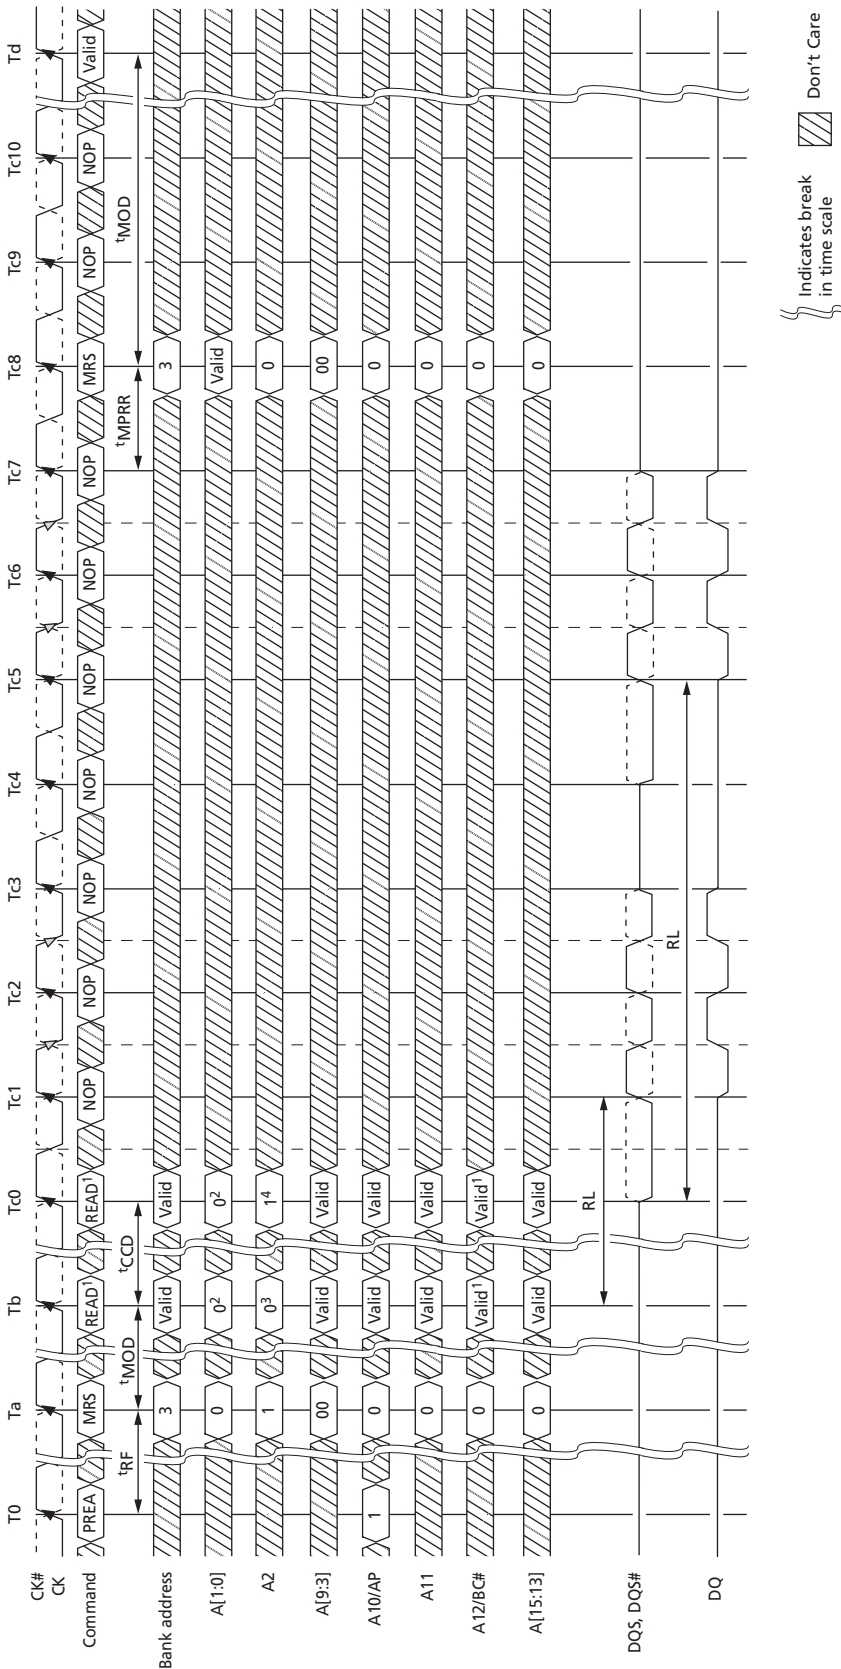 T0 Ta Tb Tc0 Tc1 Tc2 Tc3 Tc4 Tc5 Tc6 Tc7 Tc8 Tc9 Tc10 Td
CK#
CK
Command PREA MRS READ1 READ1 NOP NOP NOP NOP NOP NOP NOP MRS NOP NOP Valid
tRF tMOD tCCD tMPRR tMOD
Bank address 3 Valid Valid 3
A[1:0] 0 0² 0² Valid
A2 1 0³ 1⁴ 0
A[9:3] 00 Valid Valid 00
A10/AP 1 0 Valid Valid 0
A11 0 Valid Valid 0
A12/BC# 0 Valid1 Valid1 0
A[15:13] 0 Valid Valid 0
RL
DQS, DQS#
RL
DQ
Indicates break
in time scale
Don't Care